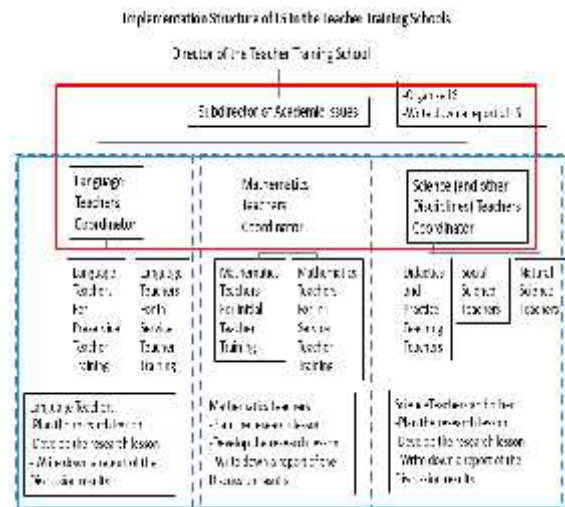 Implementation Structure of LS in the Teacher Training Schools
Director of the Teacher Training School
Subdirector of Academic Issues
-Organize LS
-Write down a report of LS
Language
Teachers
Coordinator
Mathematics
Teachers
Coordinator
Science (and other
Disciplines) Teachers
Coordinator
Language
Teachers
For
Preservice
Teacher
Training
Language
Teachers
For In
Service
Teacher
Training
Mathematics
Teachers
For Initial
Teacher
Training
Mathematics
Teachers
For In
Service
Teacher
Training
Didactics
and
Practice
Teaching
Teachers
Social
Science
Teachers
Natural
Science
Teachers
Language Teachers
-Plan the research lesson
-Develop the research lesson
-Write down a report of the
Discussion results
Mathematics Teachers
-Plan the research lesson
-Develop the research lesson
-Write down a report of the
Discussion results
Science Teachers and other
-Plan the research lesson
-Develop the research lesson
-Write down a report of the
Discussion results